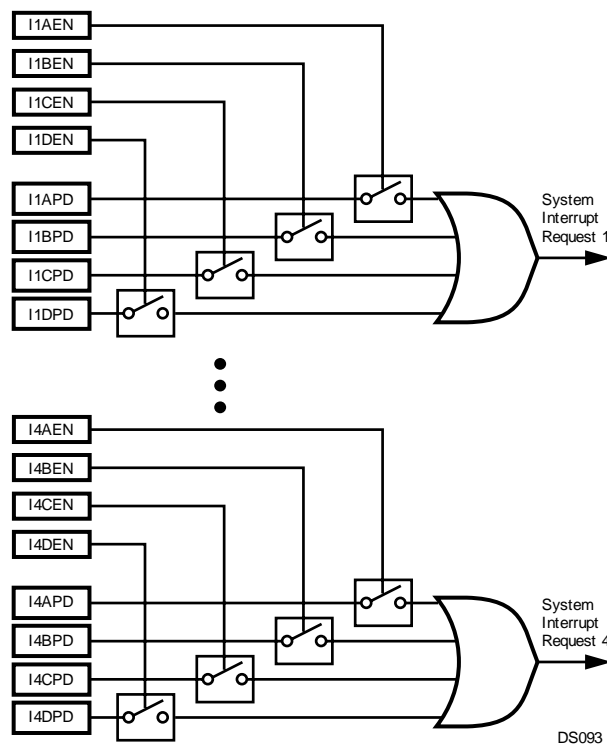 I1AEN
I1BEN
I1CEN
I1DEN
I1APD
I1BPD
I1CPD
I1DPD
System
Interrupt
Request 1
I4AEN
I4BEN
I4CEN
I4DEN
I4APD
I4BPD
I4CPD
I4DPD
System
Interrupt
Request 4
DS093